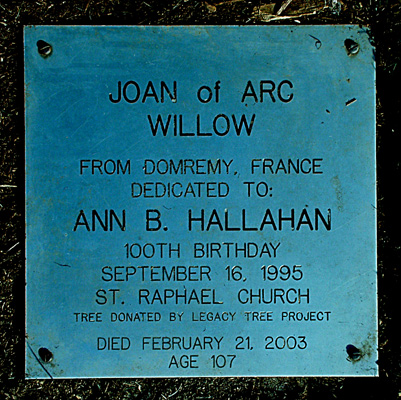 JOAN of ARC
WILLOW
FROM DOMREMY, FRANCE
DEDICATED TO:
ANN B. HALLAHAN
100TH BIRTHDAY
SEPTEMBER 16, 1995
ST. RAPHAEL CHURCH
TREE DONATED BY LEGACY TREE PROJECT
DIED FEBRUARY 21, 2003
AGE 107